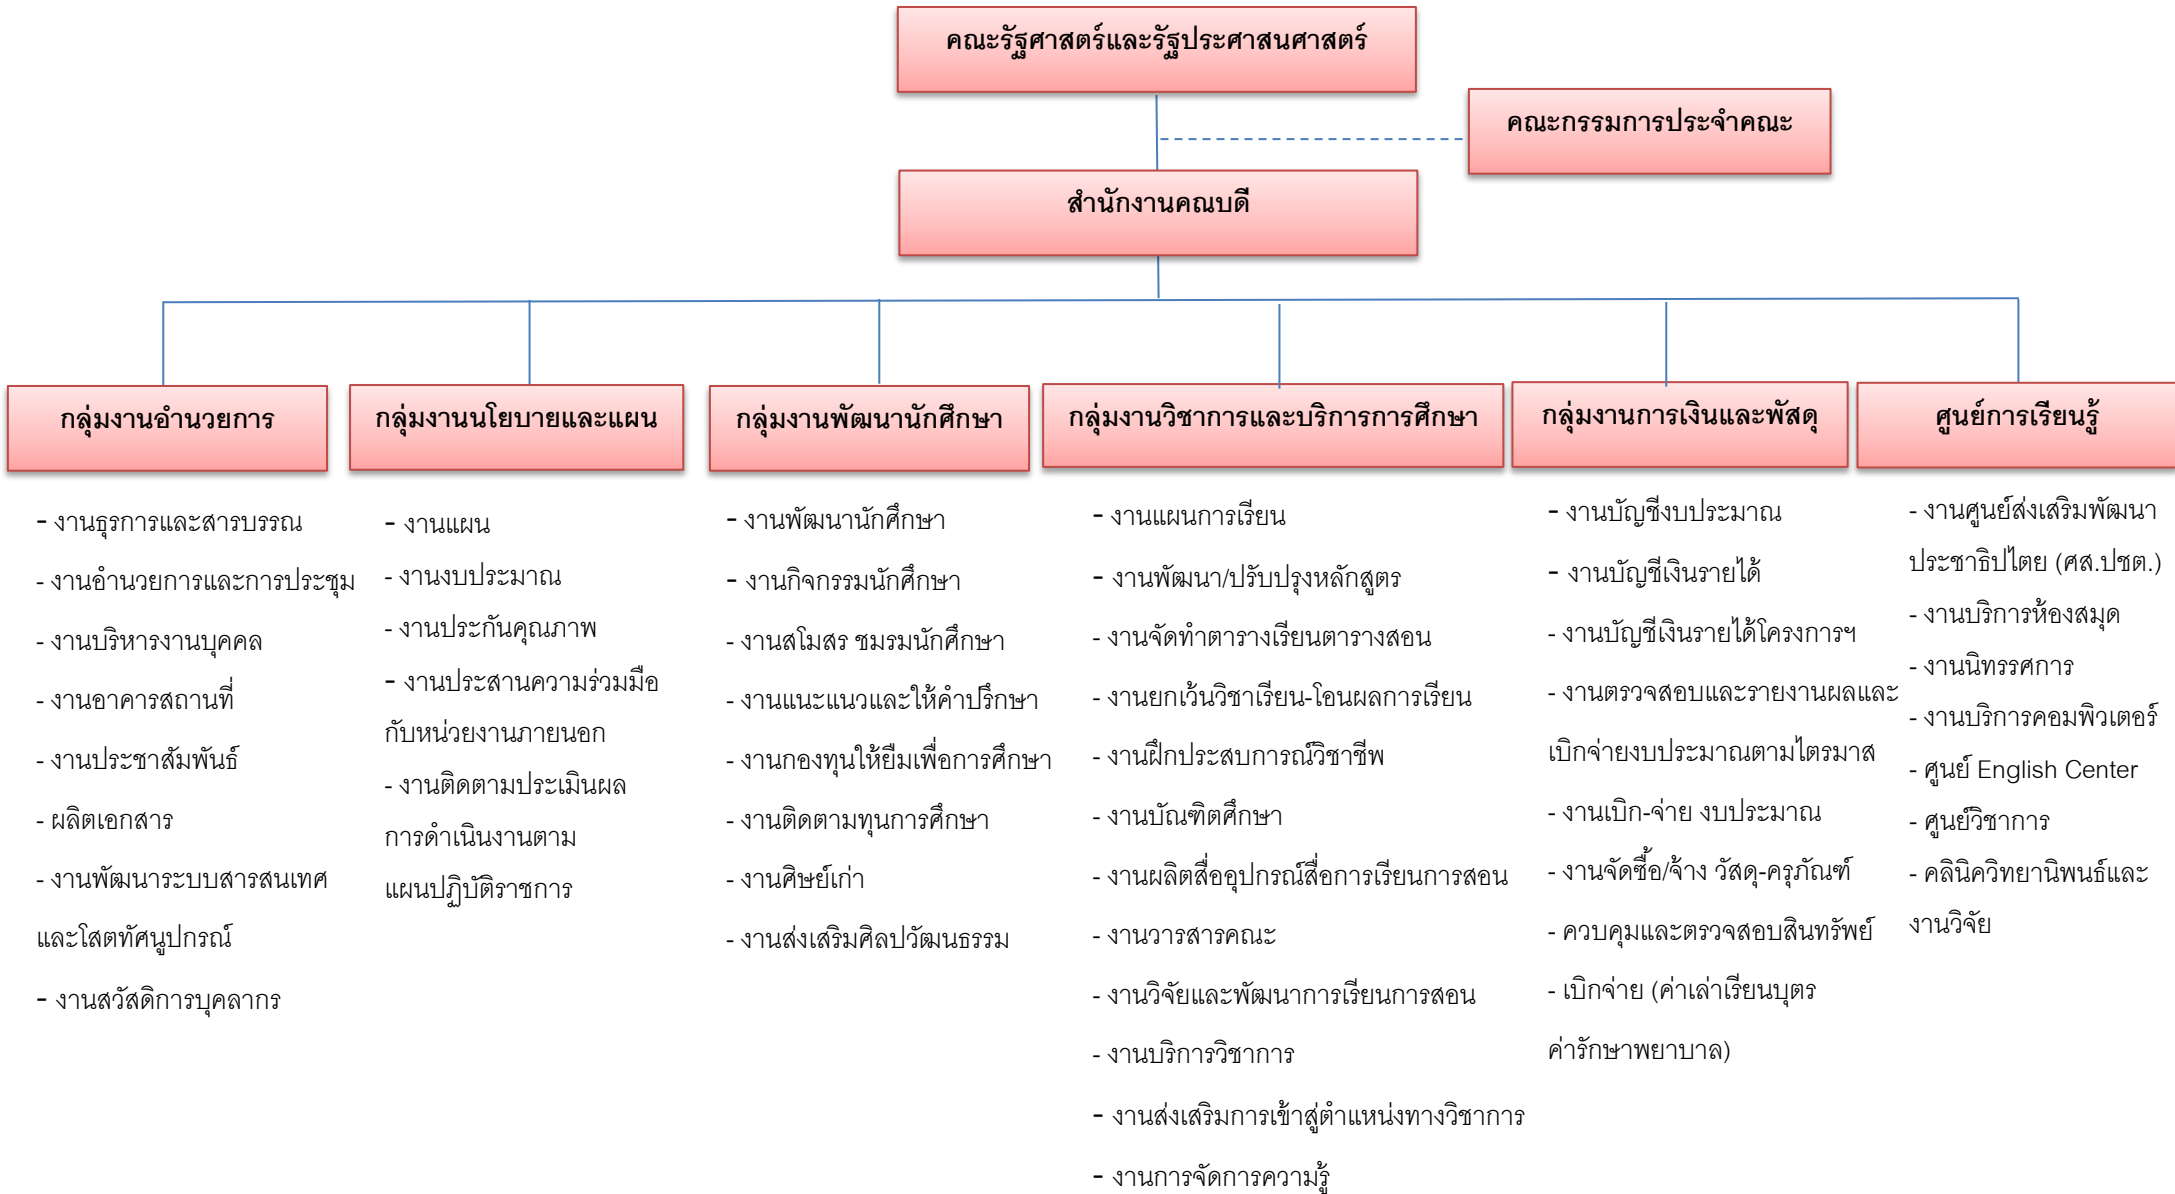 คณะรัฐศาสตร์และรัฐประศาสนศาสตร์
คณะกรรมการประจำคณะ
สำนักงานคณบดี
กลุ่มงานอำนวยการ
- งานธุรการและสารบรรณ
- งานอำนวยการและการประชุม
- งานบริหารงานบุคคล
- งานอาคารสถานที่
- งานประชาสัมพันธ์
- ผลิตเอกสาร
- งานพัฒนาระบบสารสนเทศ
และโสตทัศนูปกรณ์
- งานสวัสดิการบุคลากร
กลุ่มงานนโยบายและแผน
- งานแผน
- งานงบประมาณ
- งานประกันคุณภาพ
- งานประสานความร่วมมือ
กับหน่วยงานภายนอก
- งานติดตามประเมินผล
การดำเนินงานตาม
แผนปฏิบัติราชการ
กลุ่มงานพัฒนานักศึกษา
- งานพัฒนานักศึกษา
- งานกิจกรรมนักศึกษา
- งานสโมสร ชมรมนักศึกษา
- งานแนะแนวและให้คำปรึกษา
- งานกองทุนให้ยืมเพื่อการศึกษา
- งานติดตามทุนการศึกษา
- งานศิษย์เก่า
- งานส่งเสริมศิลปวัฒนธรรม
กลุ่มงานวิชาการและบริการการศึกษา
- งานแผนการเรียน
- งานพัฒนา/ปรับปรุงหลักสูตร
- งานจัดทำตารางเรียนตารางสอน
- งานยกเว้นวิชาเรียน-โอนผลการเรียน
- งานฝึกประสบการณ์วิชาชีพ
- งานบัณฑิตศึกษา
- งานผลิตสื่ออุปกรณ์สื่อการเรียนการสอน
- งานวารสารคณะ
- งานวิจัยและพัฒนาการเรียนการสอน
- งานบริการวิชาการ
- งานส่งเสริมการเข้าสู่ตำแหน่งทางวิชาการ
- งานการจัดการความรู้
กลุ่มงานการเงินและพัสดุ
- งานบัญชีงบประมาณ
- งานบัญชีเงินรายได้
- งานบัญชีเงินรายได้โครงการฯ
- งานตรวจสอบและรายงานผลและ
เบิกจ่ายงบประมาณตามไตรมาส
- งานเบิก-จ่าย งบประมาณ
- งานจัดซื้อ/จ้าง วัสดุ-ครุภัณฑ์
- ควบคุมและตรวจสอบสินทรัพย์
- เบิกจ่าย (ค่าเล่าเรียนบุตร
ค่ารักษาพยาบาล)
ศูนย์การเรียนรู้
- งานศูนย์ส่งเสริมพัฒนา
ประชาธิปไตย (ศส.ปชต.)
- งานบริการห้องสมุด
- งานนิทรรศการ
- งานบริการคอมพิวเตอร์
- ศูนย์ English Center
- ศูนย์วิชาการ
- คลินิควิทยานิพนธ์และ
งานวิจัย